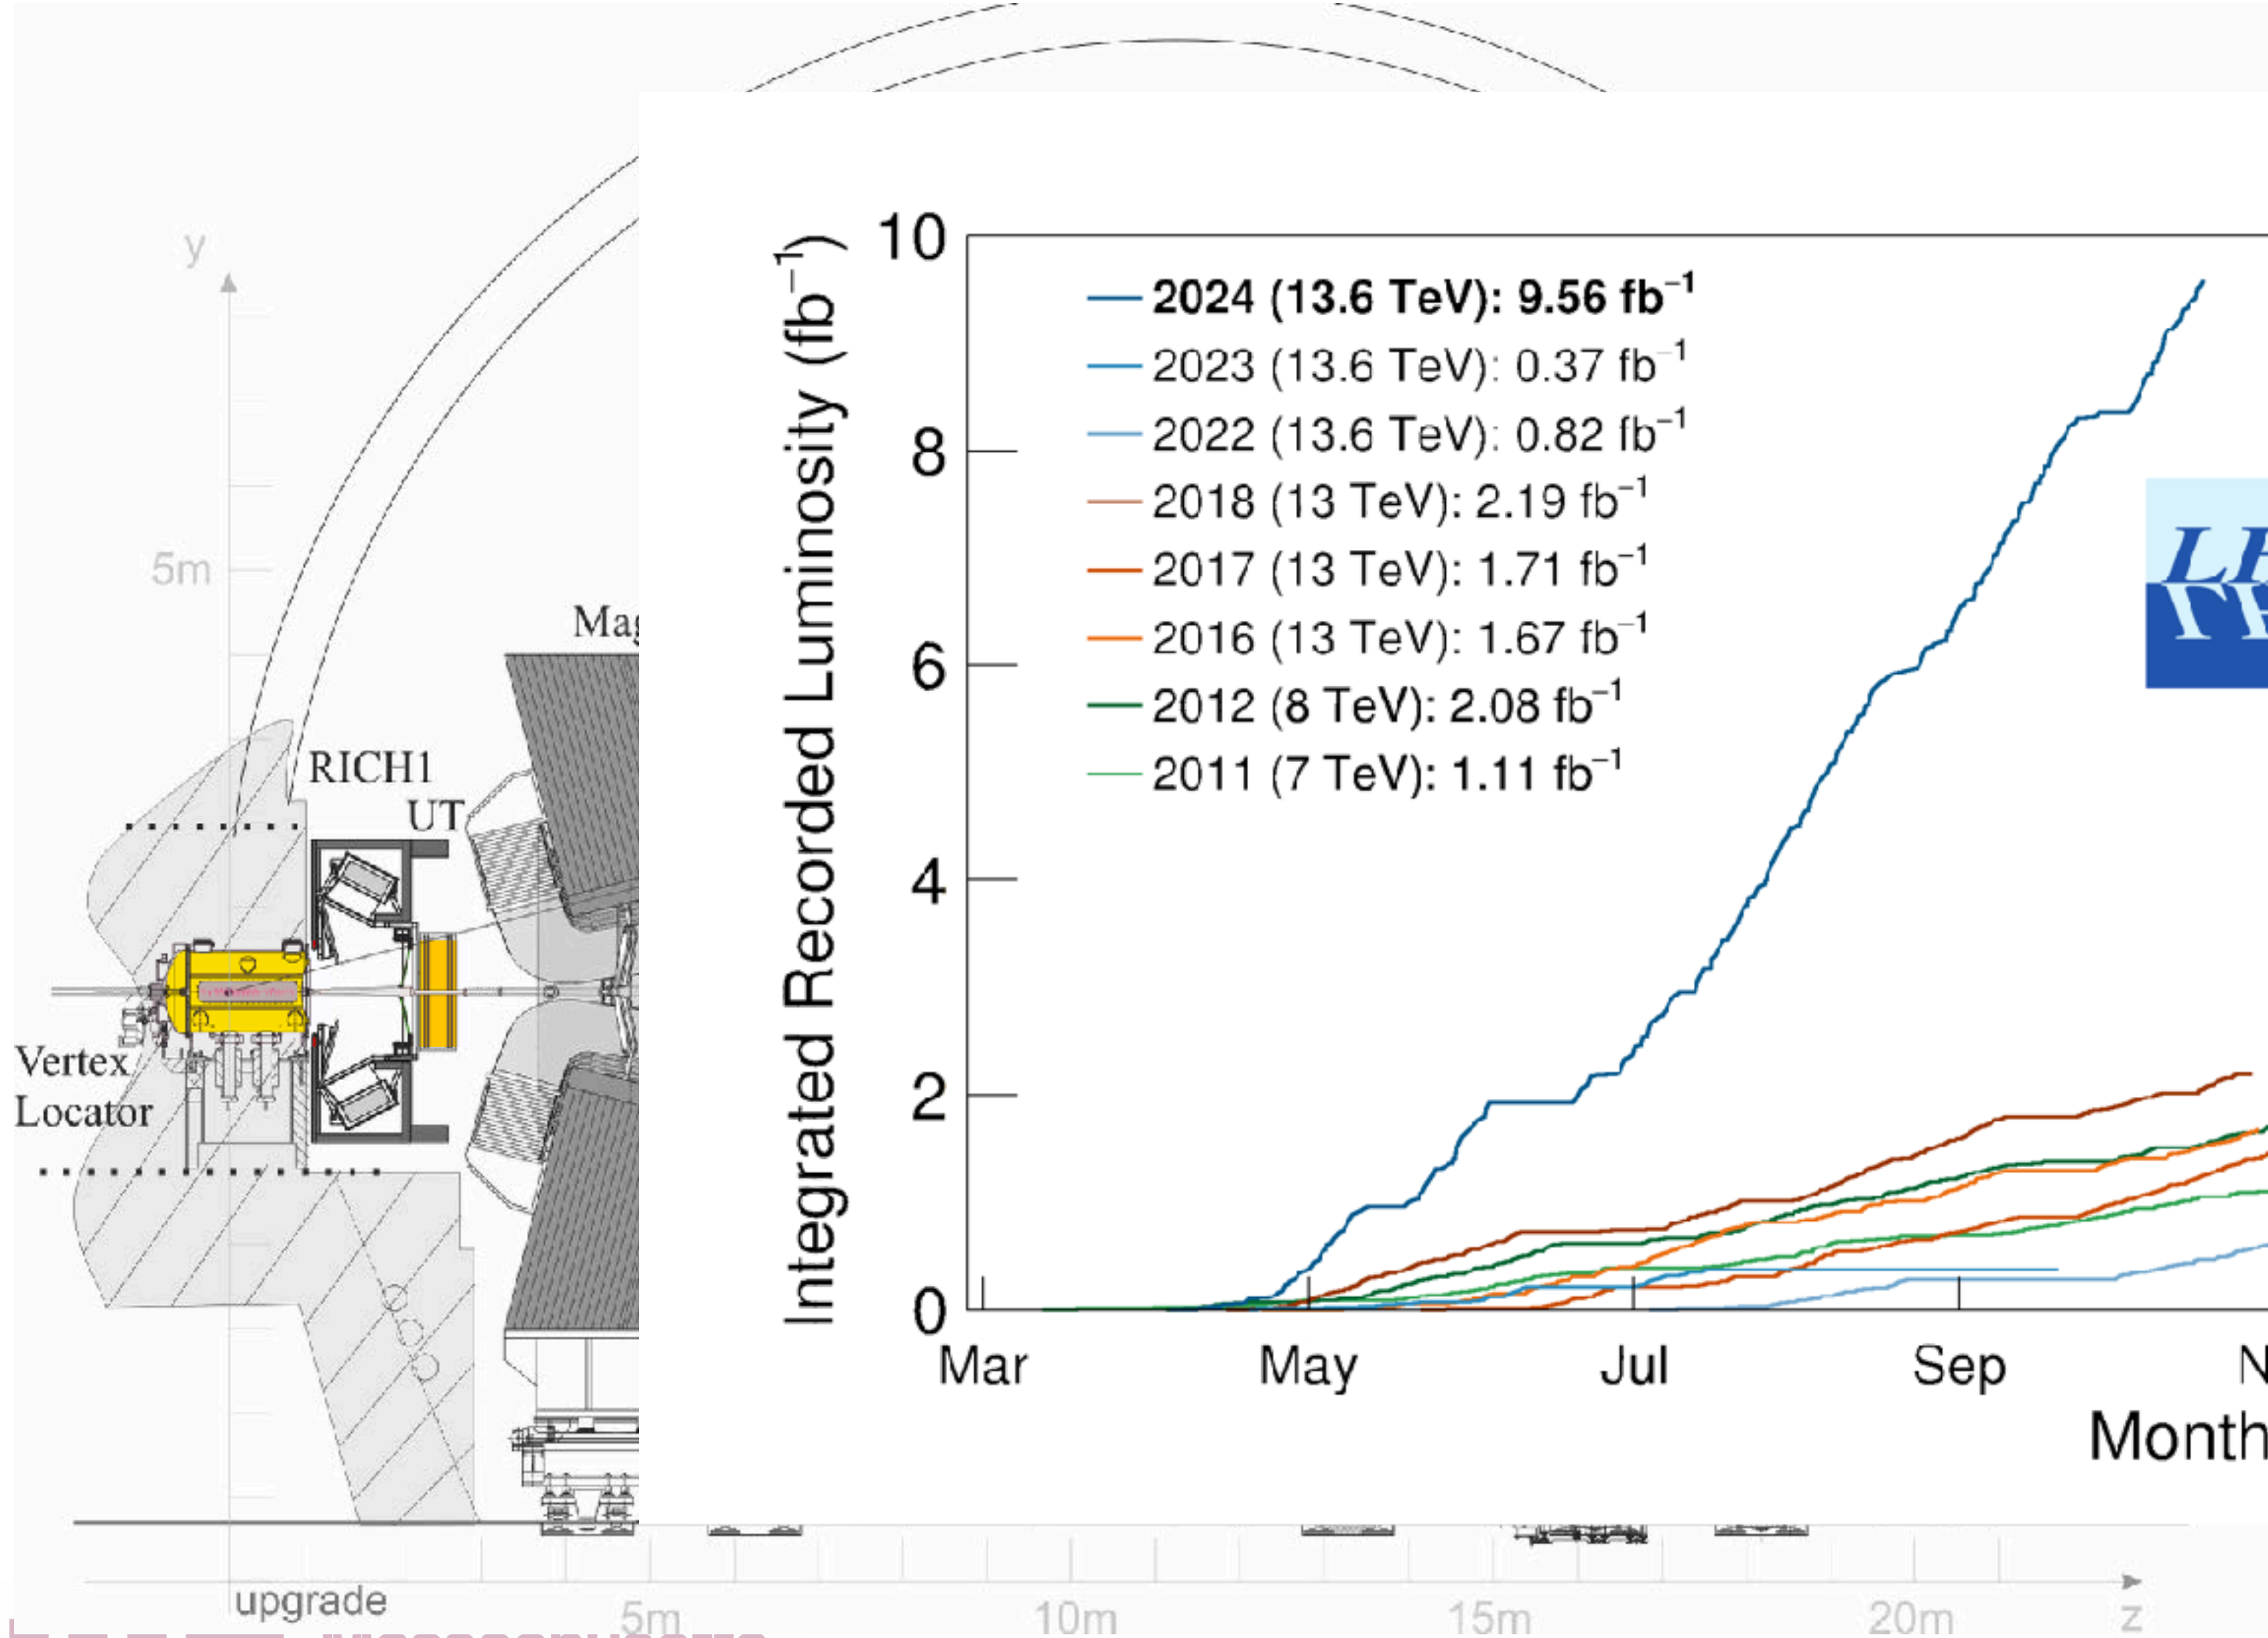 y
5m
Mag
RICH1
UT
Vertex
Locator
upgrade
5m
10m
15m
20m
z
Integrated Recorded Luminosity (fb⁻¹)
10
8
6
4
2
0
2024 (13.6 TeV): 9.56 fb⁻¹
2023 (13.6 TeV): 0.37 fb⁻¹
2022 (13.6 TeV): 0.82 fb⁻¹
2018 (13 TeV): 2.19 fb⁻¹
2017 (13 TeV): 1.71 fb⁻¹
2016 (13 TeV): 1.67 fb⁻¹
2012 (8 TeV): 2.08 fb⁻¹
2011 (7 TeV): 1.11 fb⁻¹
Mar
May
Jul
Sep
N
Month